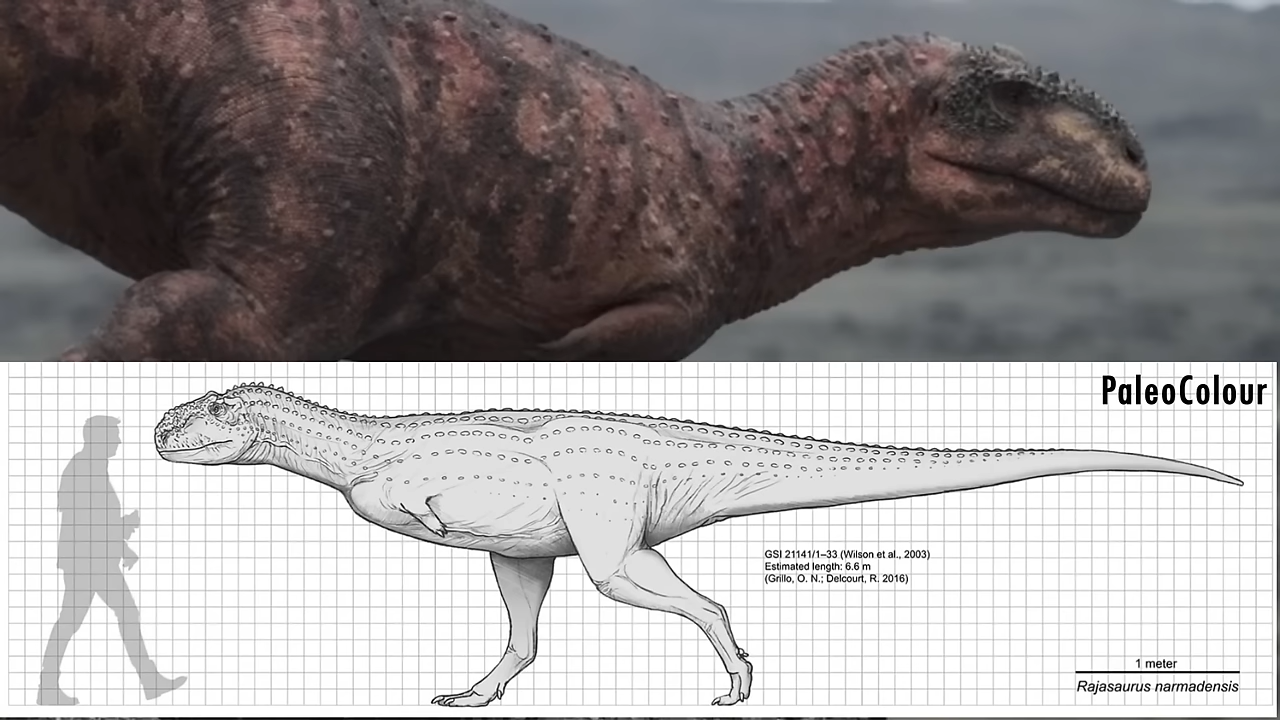 PaleoColour
GSI 21141/1–33 (Wilson et al., 2003)
Estimated length: 6.6 m
(Grillo, O. N.; Delcourt, R. 2016)
1 meter
Rajasaurus narmadensis